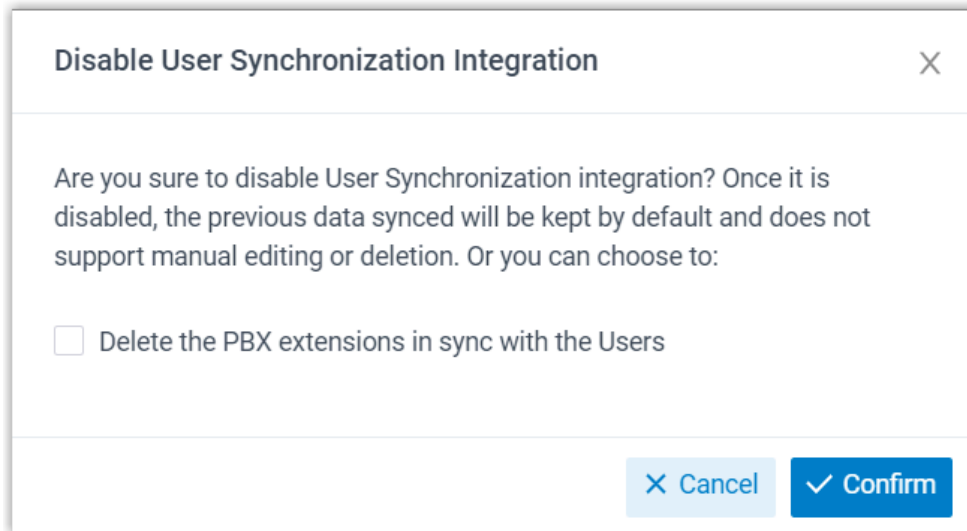 Disable User Synchronization Integration
Are you sure to disable User Synchronization integration? Once it is
disabled, the previous data synced will be kept by default and does not
support manual editing or deletion. Or you can choose to:
Delete the PBX extensions in sync with the Users
Cancel
Confirm